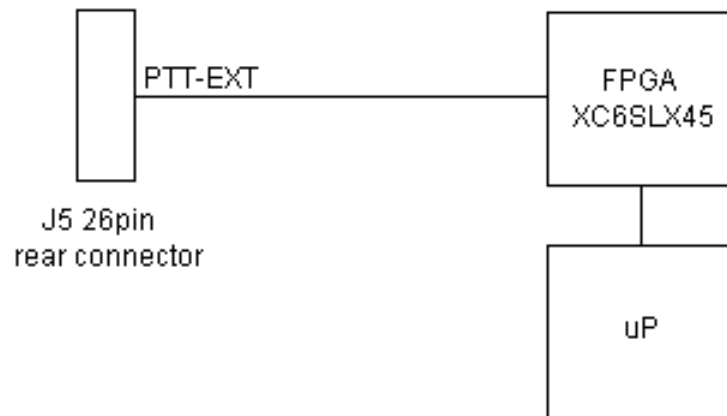 PTT-EXT
FPGA
XC6SLX45
J5 26pin
rear connector
uP